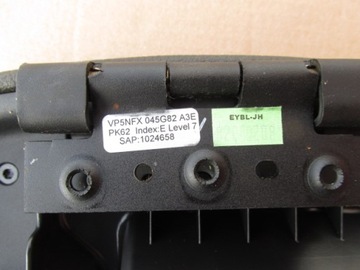 VP5NFX 045G82 A3E
PK62 Index:E Level 7
SAP:1024658
EYBL-JH